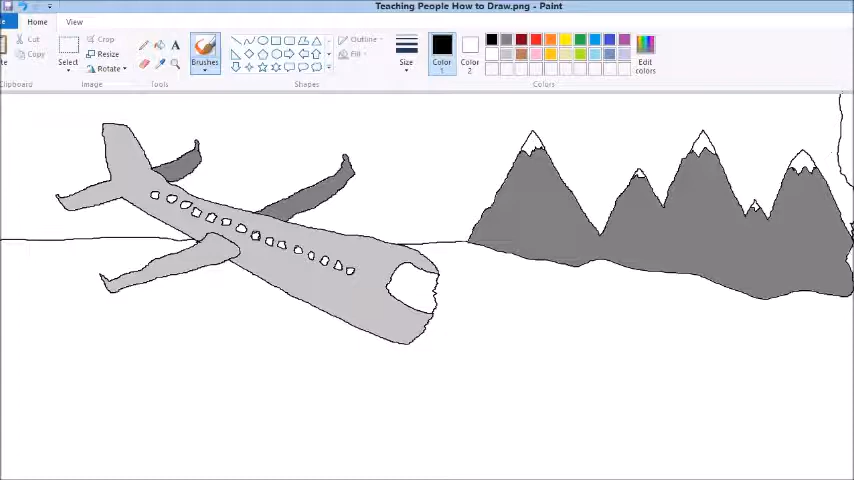 Teaching People How to Draw.png - Paint
Home View
Cut
Copy
Select
Crop
Resize
Rotate
Brushes
Outline
Fill
Size
Color 1
Color 2
Edit colors
Clipboard
Image
Tools
Shapes
Colors